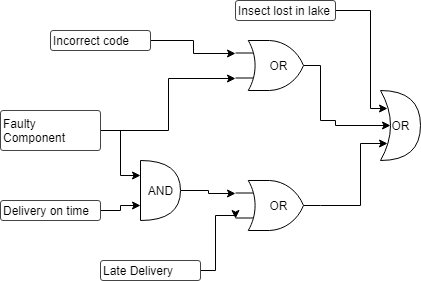 Insect lost in lake
Incorrect code
OR
Faulty
Component
OR
AND
Delivery on time
OR
Late Delivery